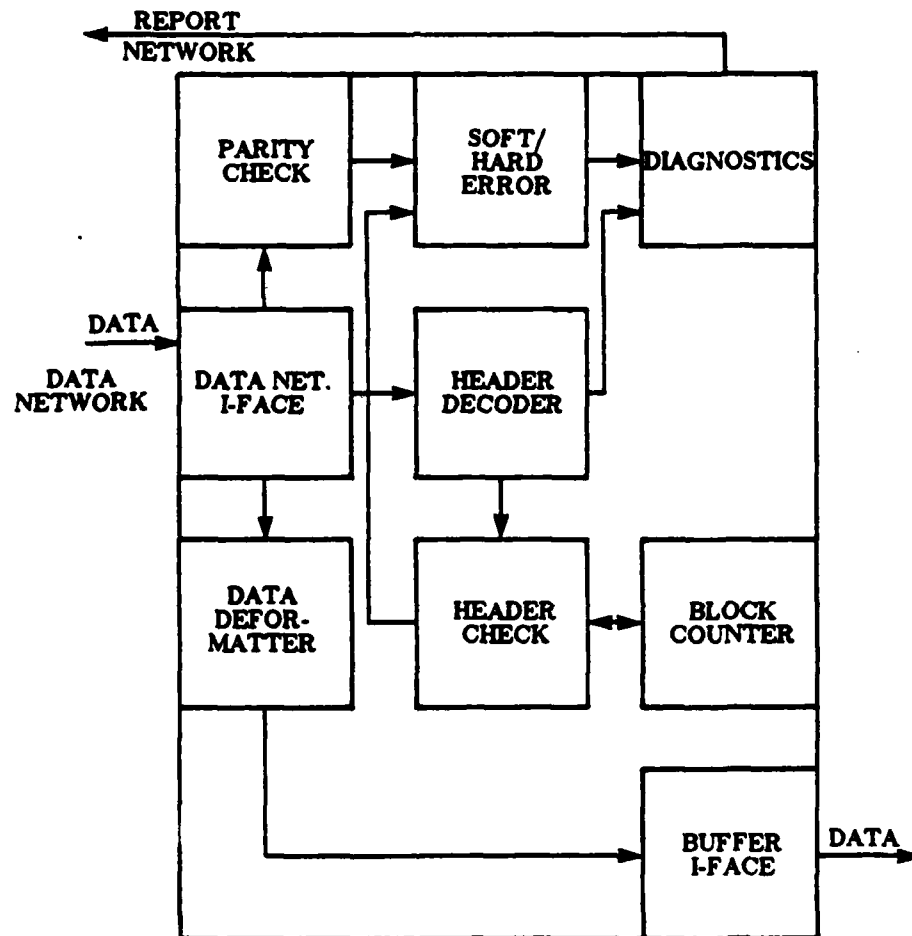 REPORT
NETWORK
PARITY
CHECK
SOFT/
HARD
ERROR
DIAGNOSTICS
DATA
DATA
NETWORK
DATA NET.
I-FACE
HEADER
DECODER
DATA
DEFOR-
MATTER
HEADER
CHECK
BLOCK
COUNTER
BUFFER
I-FACE
DATA